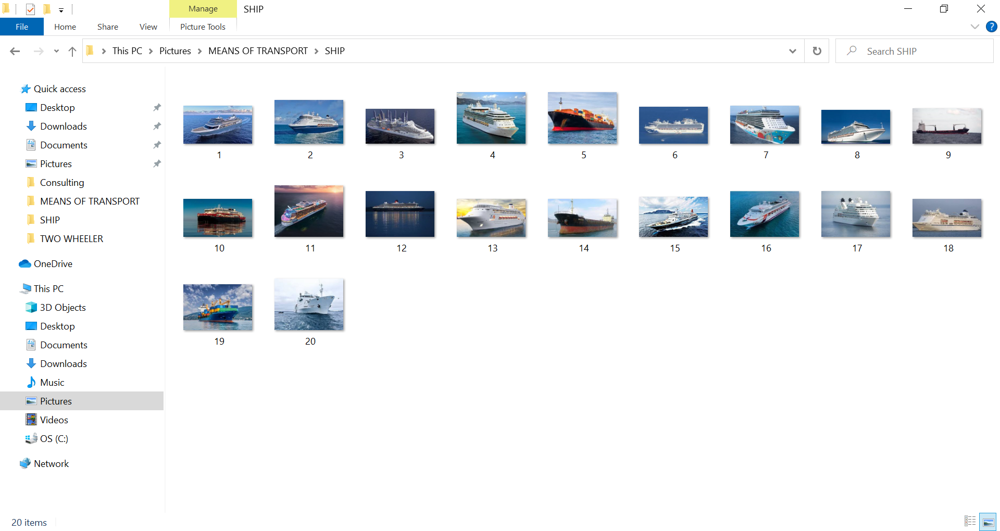 Manage SHIP
File Home Share View Picture Tools
This PC Pictures MEANS OF TRANSPORT SHIP Search SHIP
Quick access
Desktop
Downloads
Documents
Pictures
Consulting
MEANS OF TRANSPORT
SHIP
TWO WHEELER
OneDrive
This PC
3D Objects
Desktop
Documents
Downloads
Music
Pictures
Videos
OS (C:)
Network
1 2 3 4 5 6 7 8 9
10 11 12 13 14 15 16 17 18
19 20
20 items